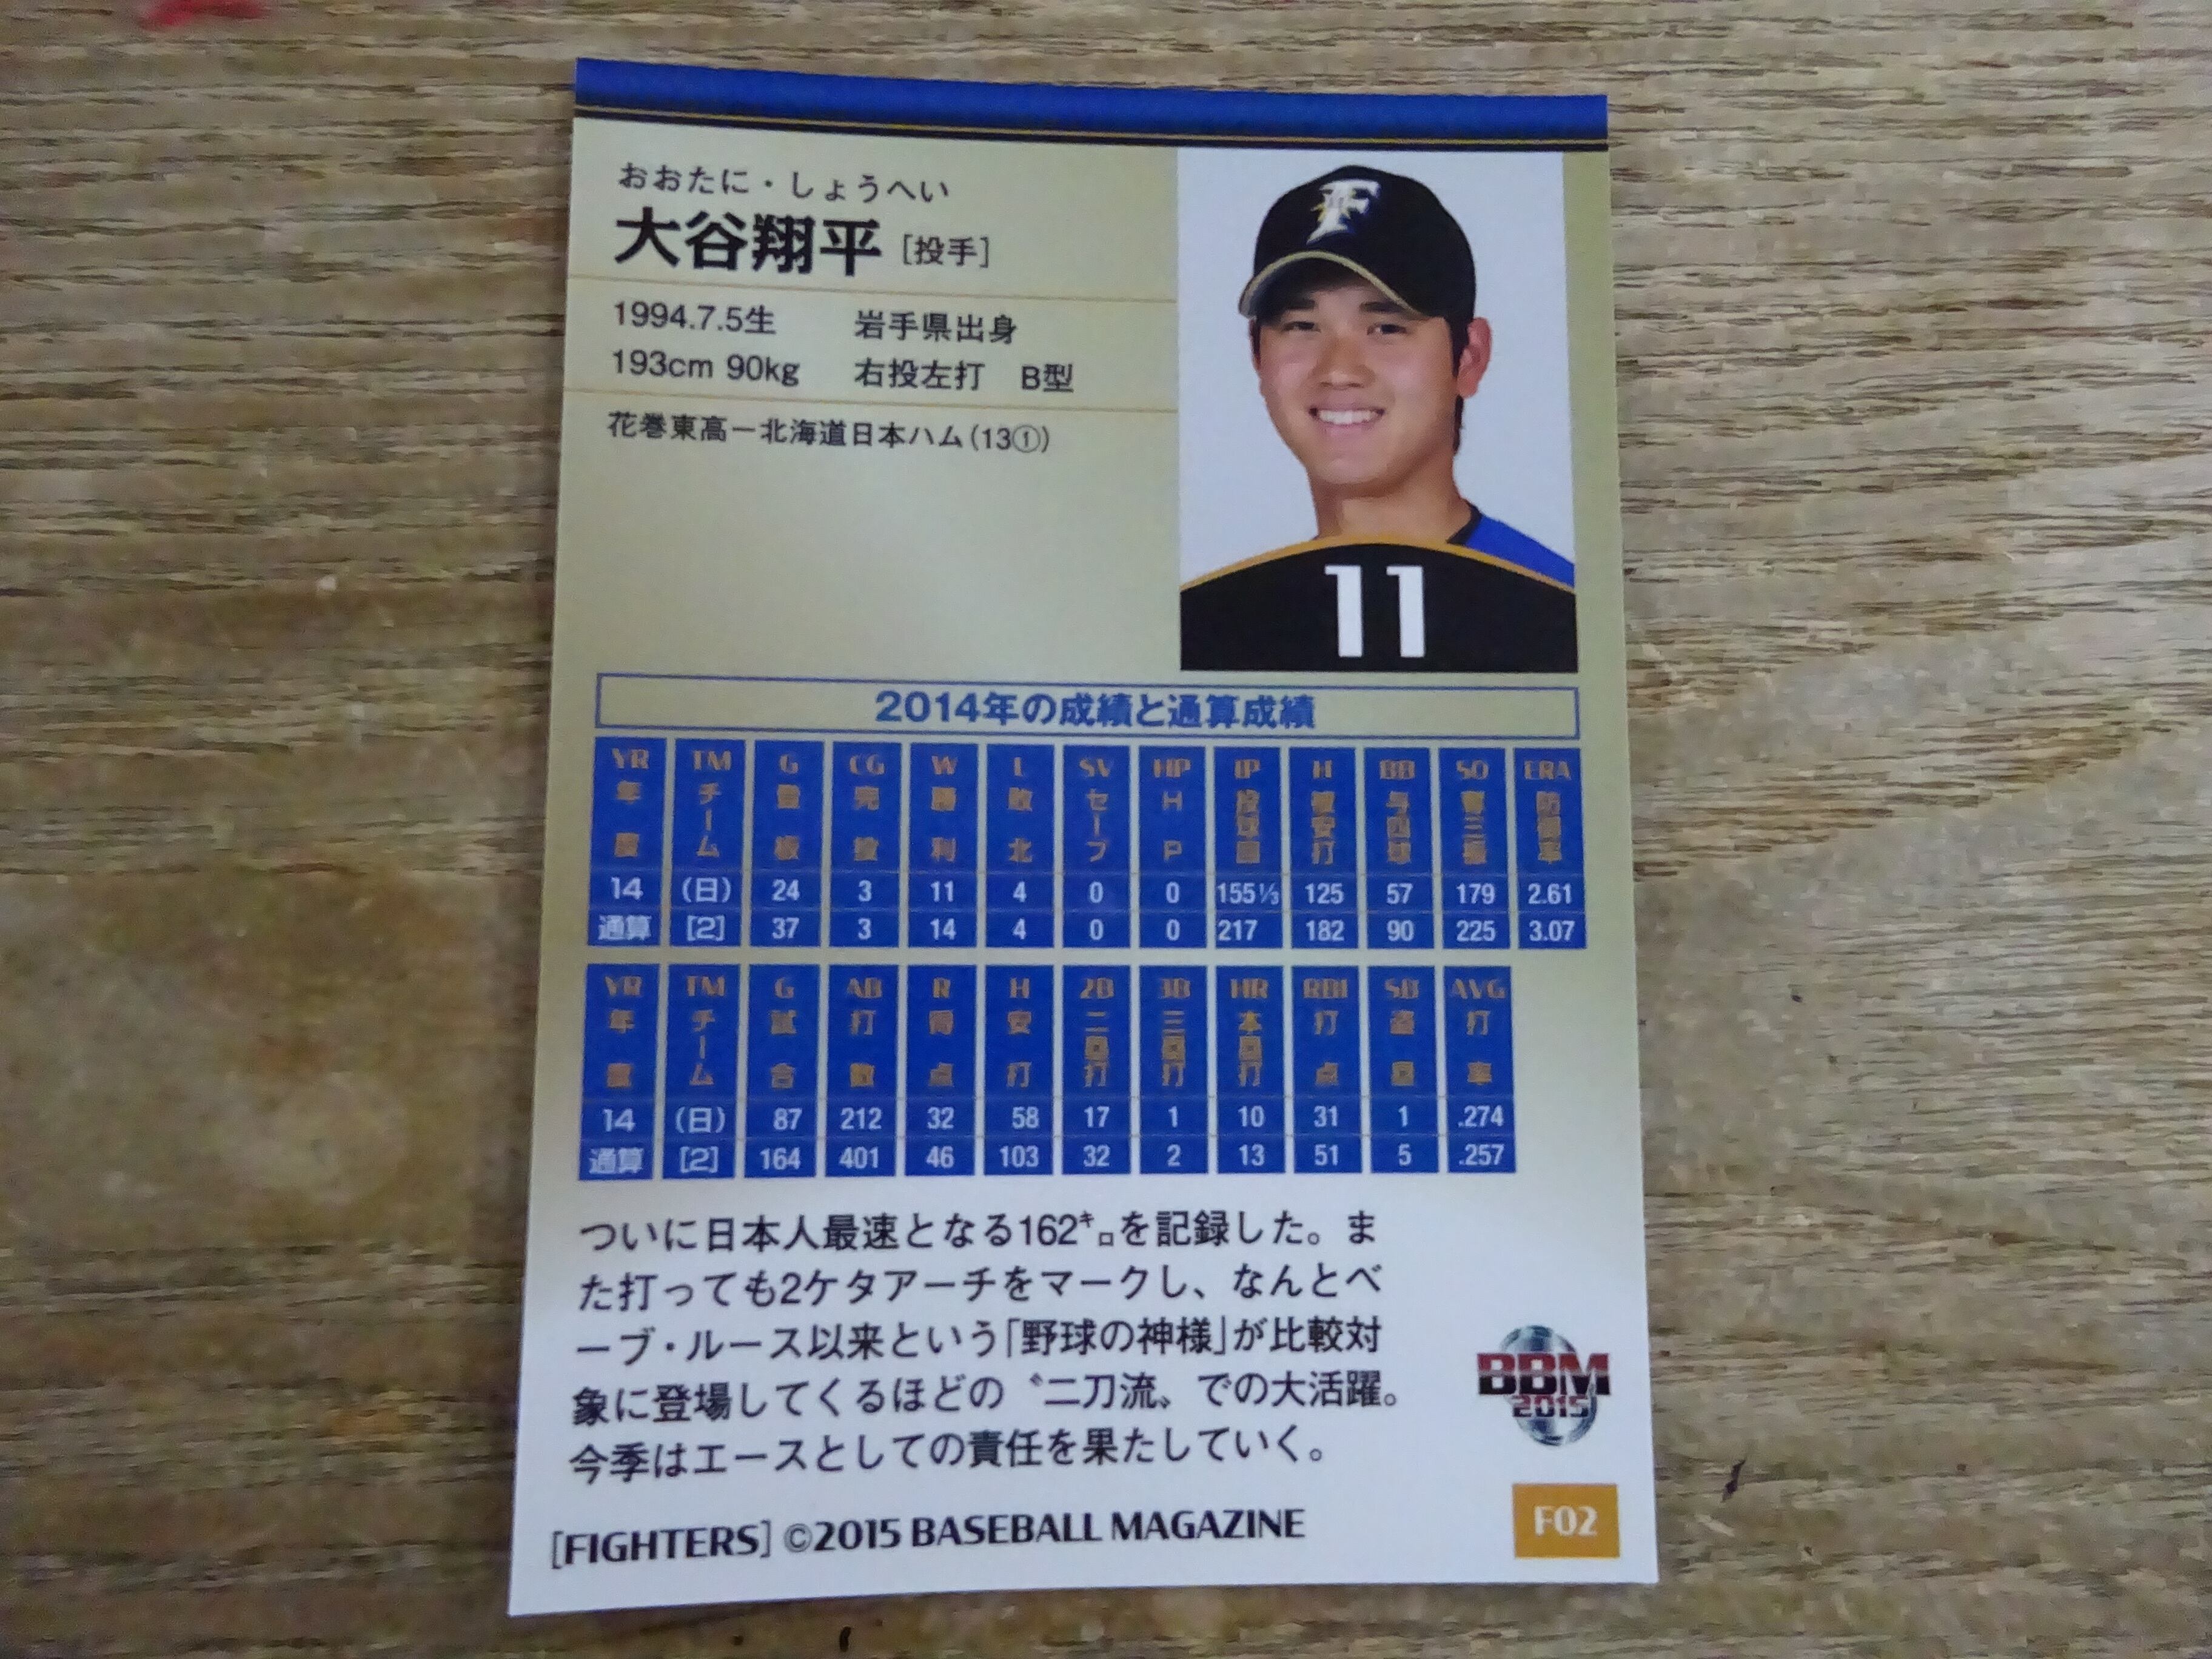 おおたに・しょうへい
大谷翔平 [投手]
1994.7.5生 岩手県出身
193cm 90kg 右投左打 B型
花巻東高－北海道日本ハム(13①)
11
2014年の成績と通算成績
YR TM G CG W L SV HP IP H BB SO ERA
年度 チーム 登板 完投 勝利 敗北 セーブ HP 投球回 被安打 与四球 奪三振 防御率
14 (日) 24 3 11 4 0 0 155⅓ 125 57 179 2.61
通算 [2] 37 3 14 4 0 0 217 182 90 225 3.07
YR TM G AB R H 2B 3B HR RBI SB AVG
年度 チーム 試合 打数 得点 安打 二塁打 三塁打 本塁打 打点 盗塁 打率
14 (日) 87 212 32 58 17 1 10 31 1 .274
通算 [2] 164 401 46 103 32 2 13 51 5 .257
ついに日本人最速となる162㌔を記録した。ま
た打っても2ケタアーチをマークし、なんとベ
ーブ・ルース以来という「野球の神様」が比較対
象に登場してくるほどの〝二刀流〟での大活躍。
今季はエースとしての責任を果たしていく。
BBM
2015
F02
[FIGHTERS] ©2015 BASEBALL MAGAZINE